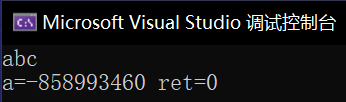 C:\ Microsoft Visual Studio 调试控制台
abc
a=-858993460 ret=0